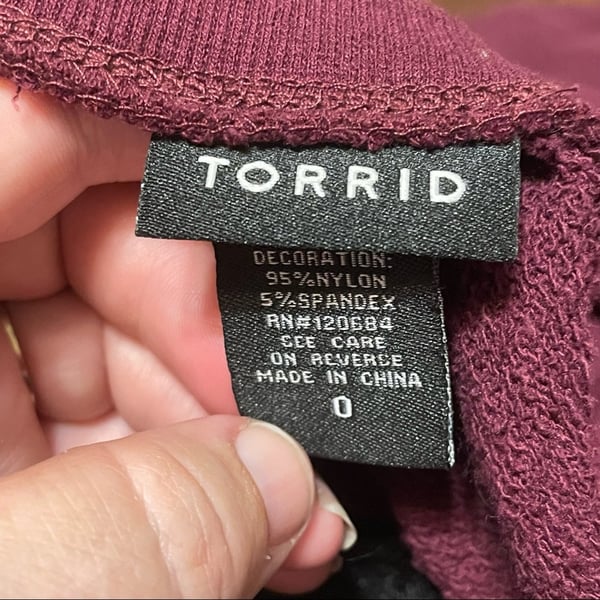 TORRID
DECORATION:
95%NYLON
5%SPANDEX
RN#120684
SEE CARE
ON REVERSE
MADE IN CHINA
0